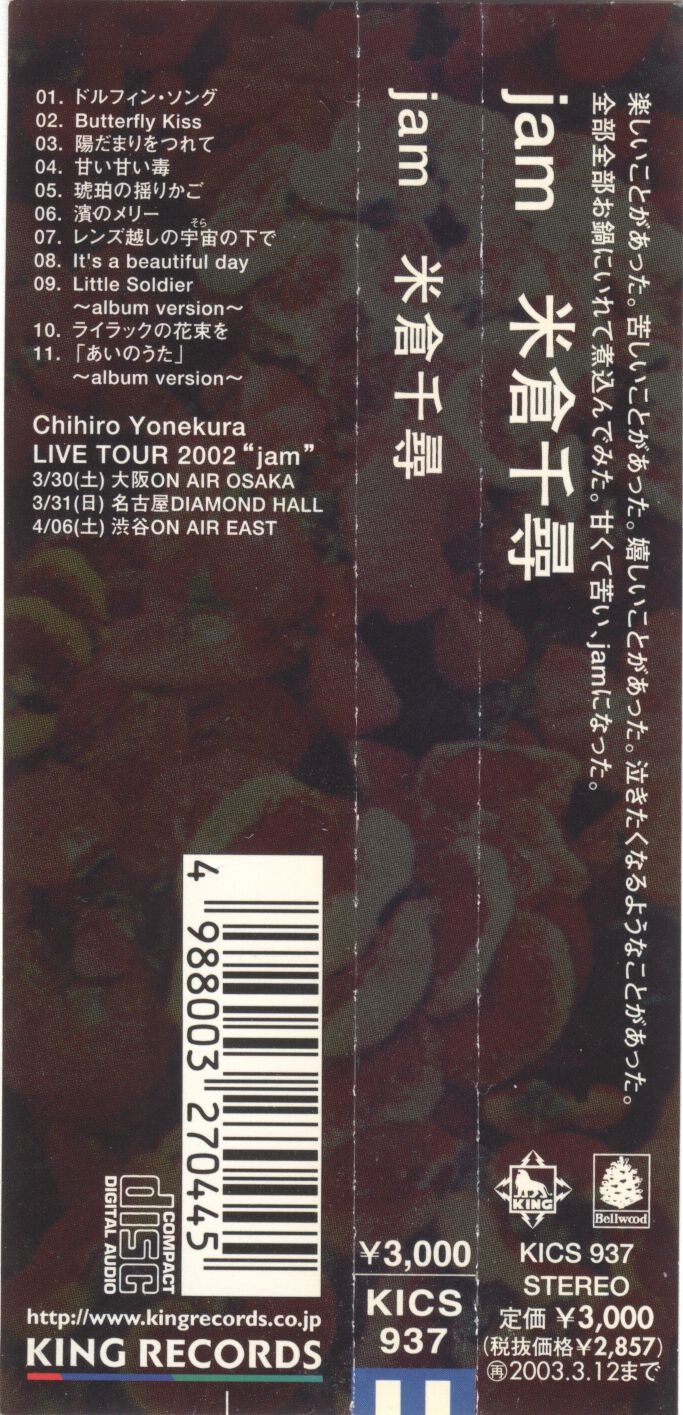 楽しいことがあった。苦しいことがあった。嬉しいことがあった。泣きたくなるようなことがあった。
全部全部お鍋にいれて煮込んでみた。甘くて苦い、jamになった。
jam 米倉千尋
KING
Bellwood
KICS 937
STEREO
定価 ¥3,000
(税抜価格¥2,857)
再2003.3.12まで
jam 米倉千尋
¥3,000
KICS
937
01. ドルフィン・ソング
02. Butterfly Kiss
03. 陽だまりをつれて
04. 甘い甘い毒
05. 琥珀の揺りかご
06. 濱のメリー
そら
07. レンズ越しの宇宙の下で
08. It's a beautiful day
09. Little Soldier
～album version～
10. ライラックの花束を
11. 「あいのうた」
～album version～
Chihiro Yonekura
LIVE TOUR 2002 “jam”
3/30(土) 大阪ON AIR OSAKA
3/31(日) 名古屋DIAMOND HALL
4/06(土) 渋谷ON AIR EAST
4 988003 270445
COMPACT
disc
DIGITAL AUDIO
http://www.kingrecords.co.jp
KING RECORDS